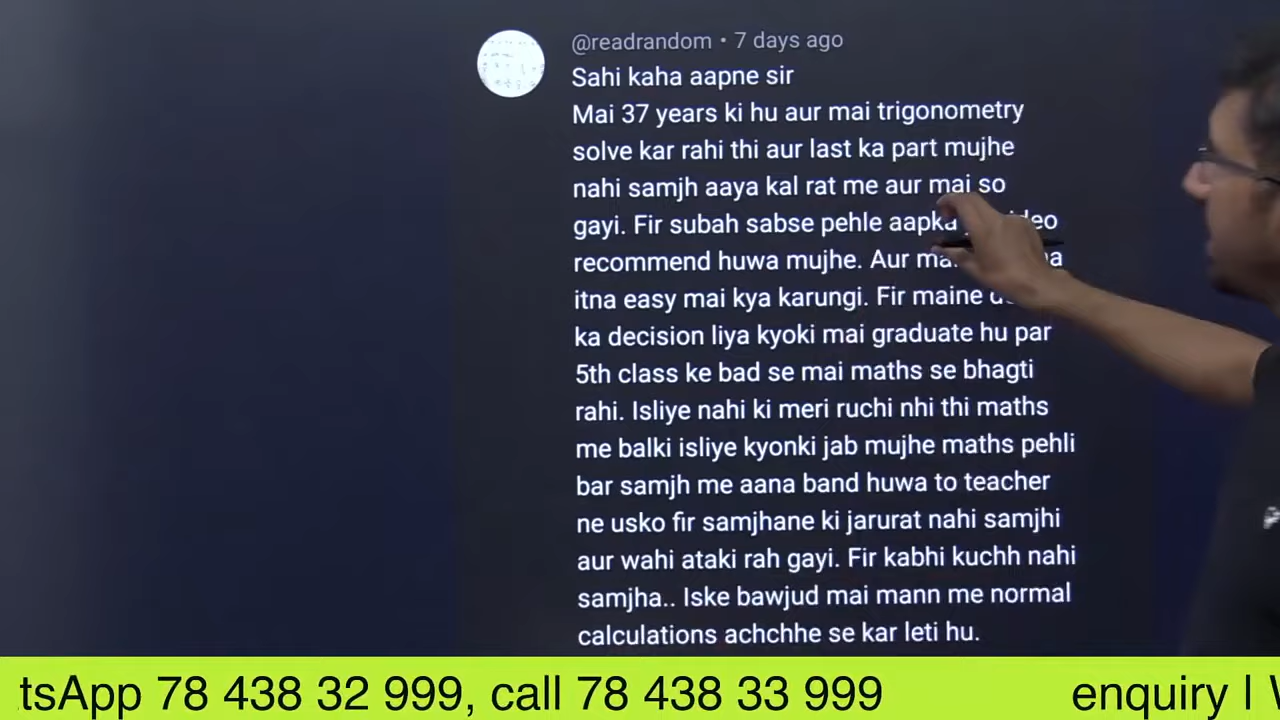 @readrandom • 7 days ago
Sahi kaha aapne sir
Mai 37 years ki hu aur mai trigonometry
solve kar rahi thi aur last ka part mujhe
nahi samjh aaya kal rat me aur mai so
gayi. Fir subah sabse pehle aapka
recommend huwa mujhe. Aur
itna easy mai kya karungi. Fir maine
ka decision liya kyoki mai graduate hu par
5th class ke bad se mai maths se bhagti
rahi. Isliye nahi ki meri ruchi nhi thi maths
me balki isliye kyonki jab mujhe maths pehli
bar samjh me aana band huwa to teacher
ne usko fir samjhane ki jarurat nahi samjhi
aur wahi ataki rah gayi. Fir kabhi kuchh nahi
samjha.. Iske bawjud mai mann me normal
calculations achchhe se kar leti hu.
tsApp 78 438 32 999, call 78 438 33 999 enquiry I